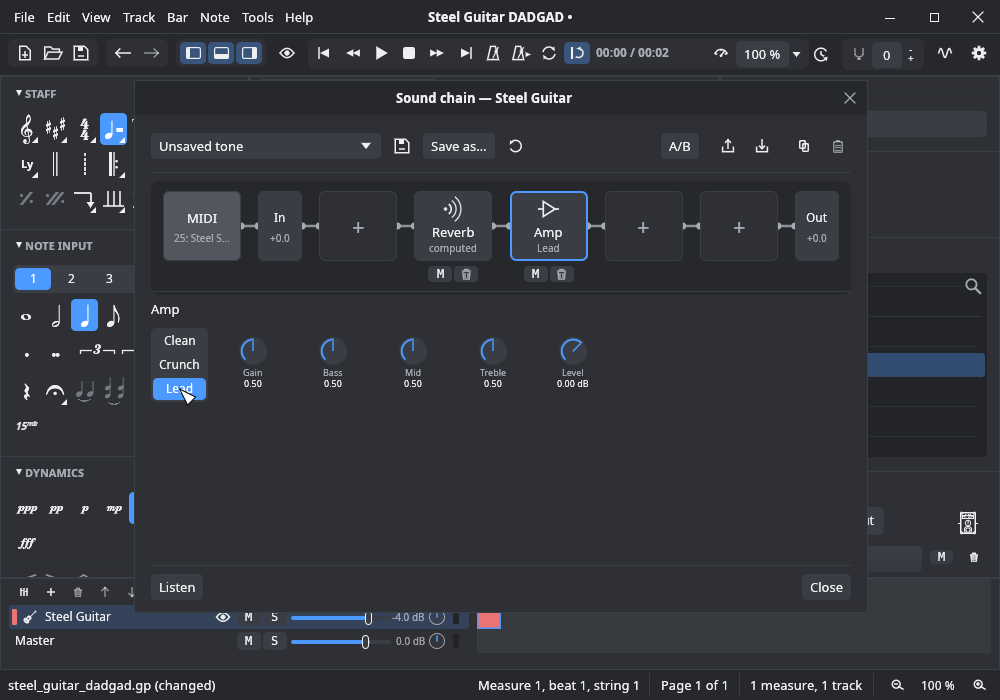 File Edit View Track Bar Note Tools Help
Steel Guitar DADGAD •
00:00 / 00:02
100 %
0
STAFF
Sound chain — Steel Guitar
Unsaved tone
Save as...
A/B
Ly
MIDI
25: Steel S...
In
+0.0
+
Reverb
computed
Amp
Lead
+
+
Out
+0.0
M
M
NOTE INPUT
1 2 3
Amp
Clean
Crunch
Lead
Gain
0.50
Bass
0.50
Mid
0.50
Treble
0.50
Level
0.00 dB
3
15mb
DYNAMICS
ppp pp p mp
fff
M
Listen
Close
Steel Guitar
M S
-4.0 dB
Master
M S
0.0 dB
steel_guitar_dadgad.gp (changed)
Measure 1, beat 1, string 1
Page 1 of 1
1 measure, 1 track
100 %